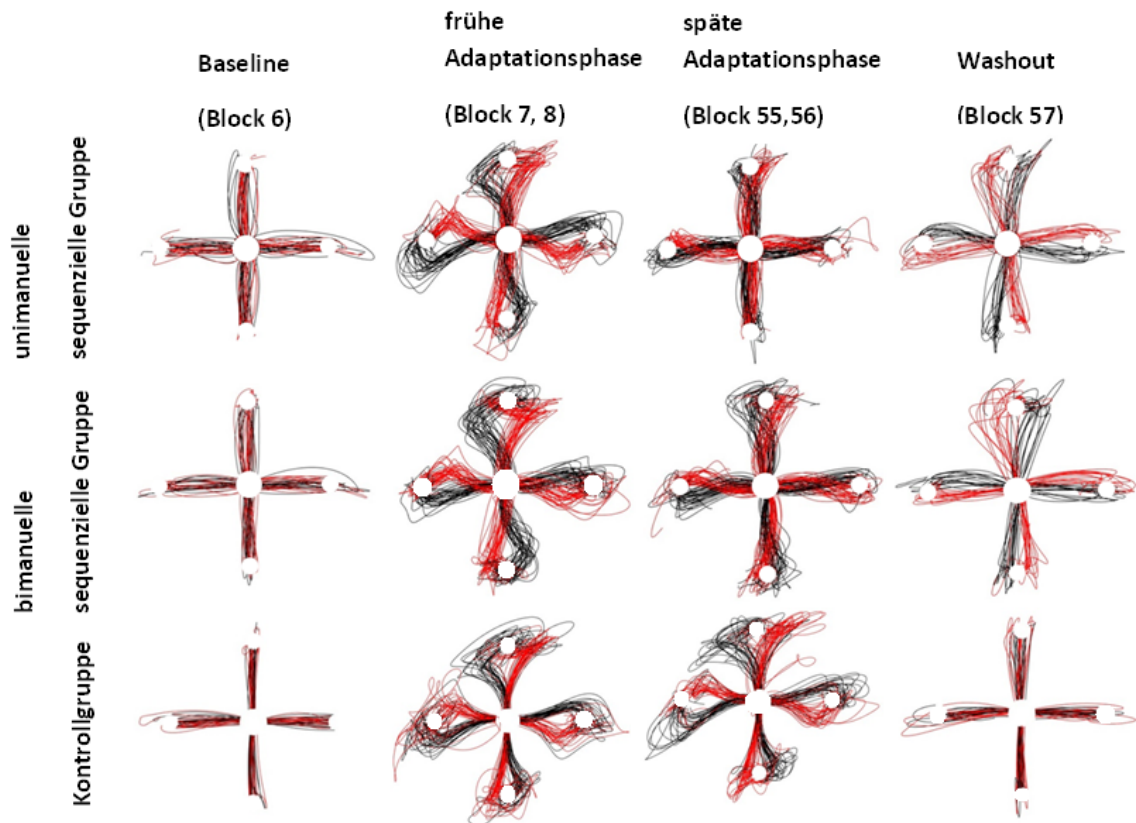 Baseline
(Block 6)
frühe
Adaptationsphase
(Block 7, 8)
späte
Adaptationsphase
(Block 55,56)
Washout
(Block 57)
unimanuelle
sequenzielle Gruppe
bimanuelle
sequenzielle Gruppe
Kontrollgruppe